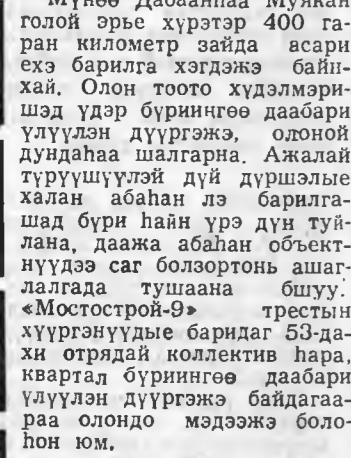 Мүнөө Дабаанһаа Муякан
голой эрье хүрэтэр 400 га-
ран километр зайда асари
ехэ барилга хэгдэжэ байн-
хай. Олон тоото хүдэлмэри-
шэд үдэр бүриингөө даабари
үлүүлэн дүүргэжэ, олоной
дундаһаа шалгарна. Ажалай
түрүүшүүлэй дүй дүршэлые
халан абаһан лэ барилга-
шад бүри һайн үрэ дүн туй-
лана, даажа абаһан объект-
нүүдээ саг болзортонь ашаг-
лалгада тушаана бшуу.
«Мостострой-9» трестын
хүүргэнүүдые баридаг 53-да-
хи отрядай коллектив һара,
квартал бүриингөө даабари
үлүүлэн дүүргэжэ байдагаа-
раа олондо мэдээжэ боло-
һон юм.